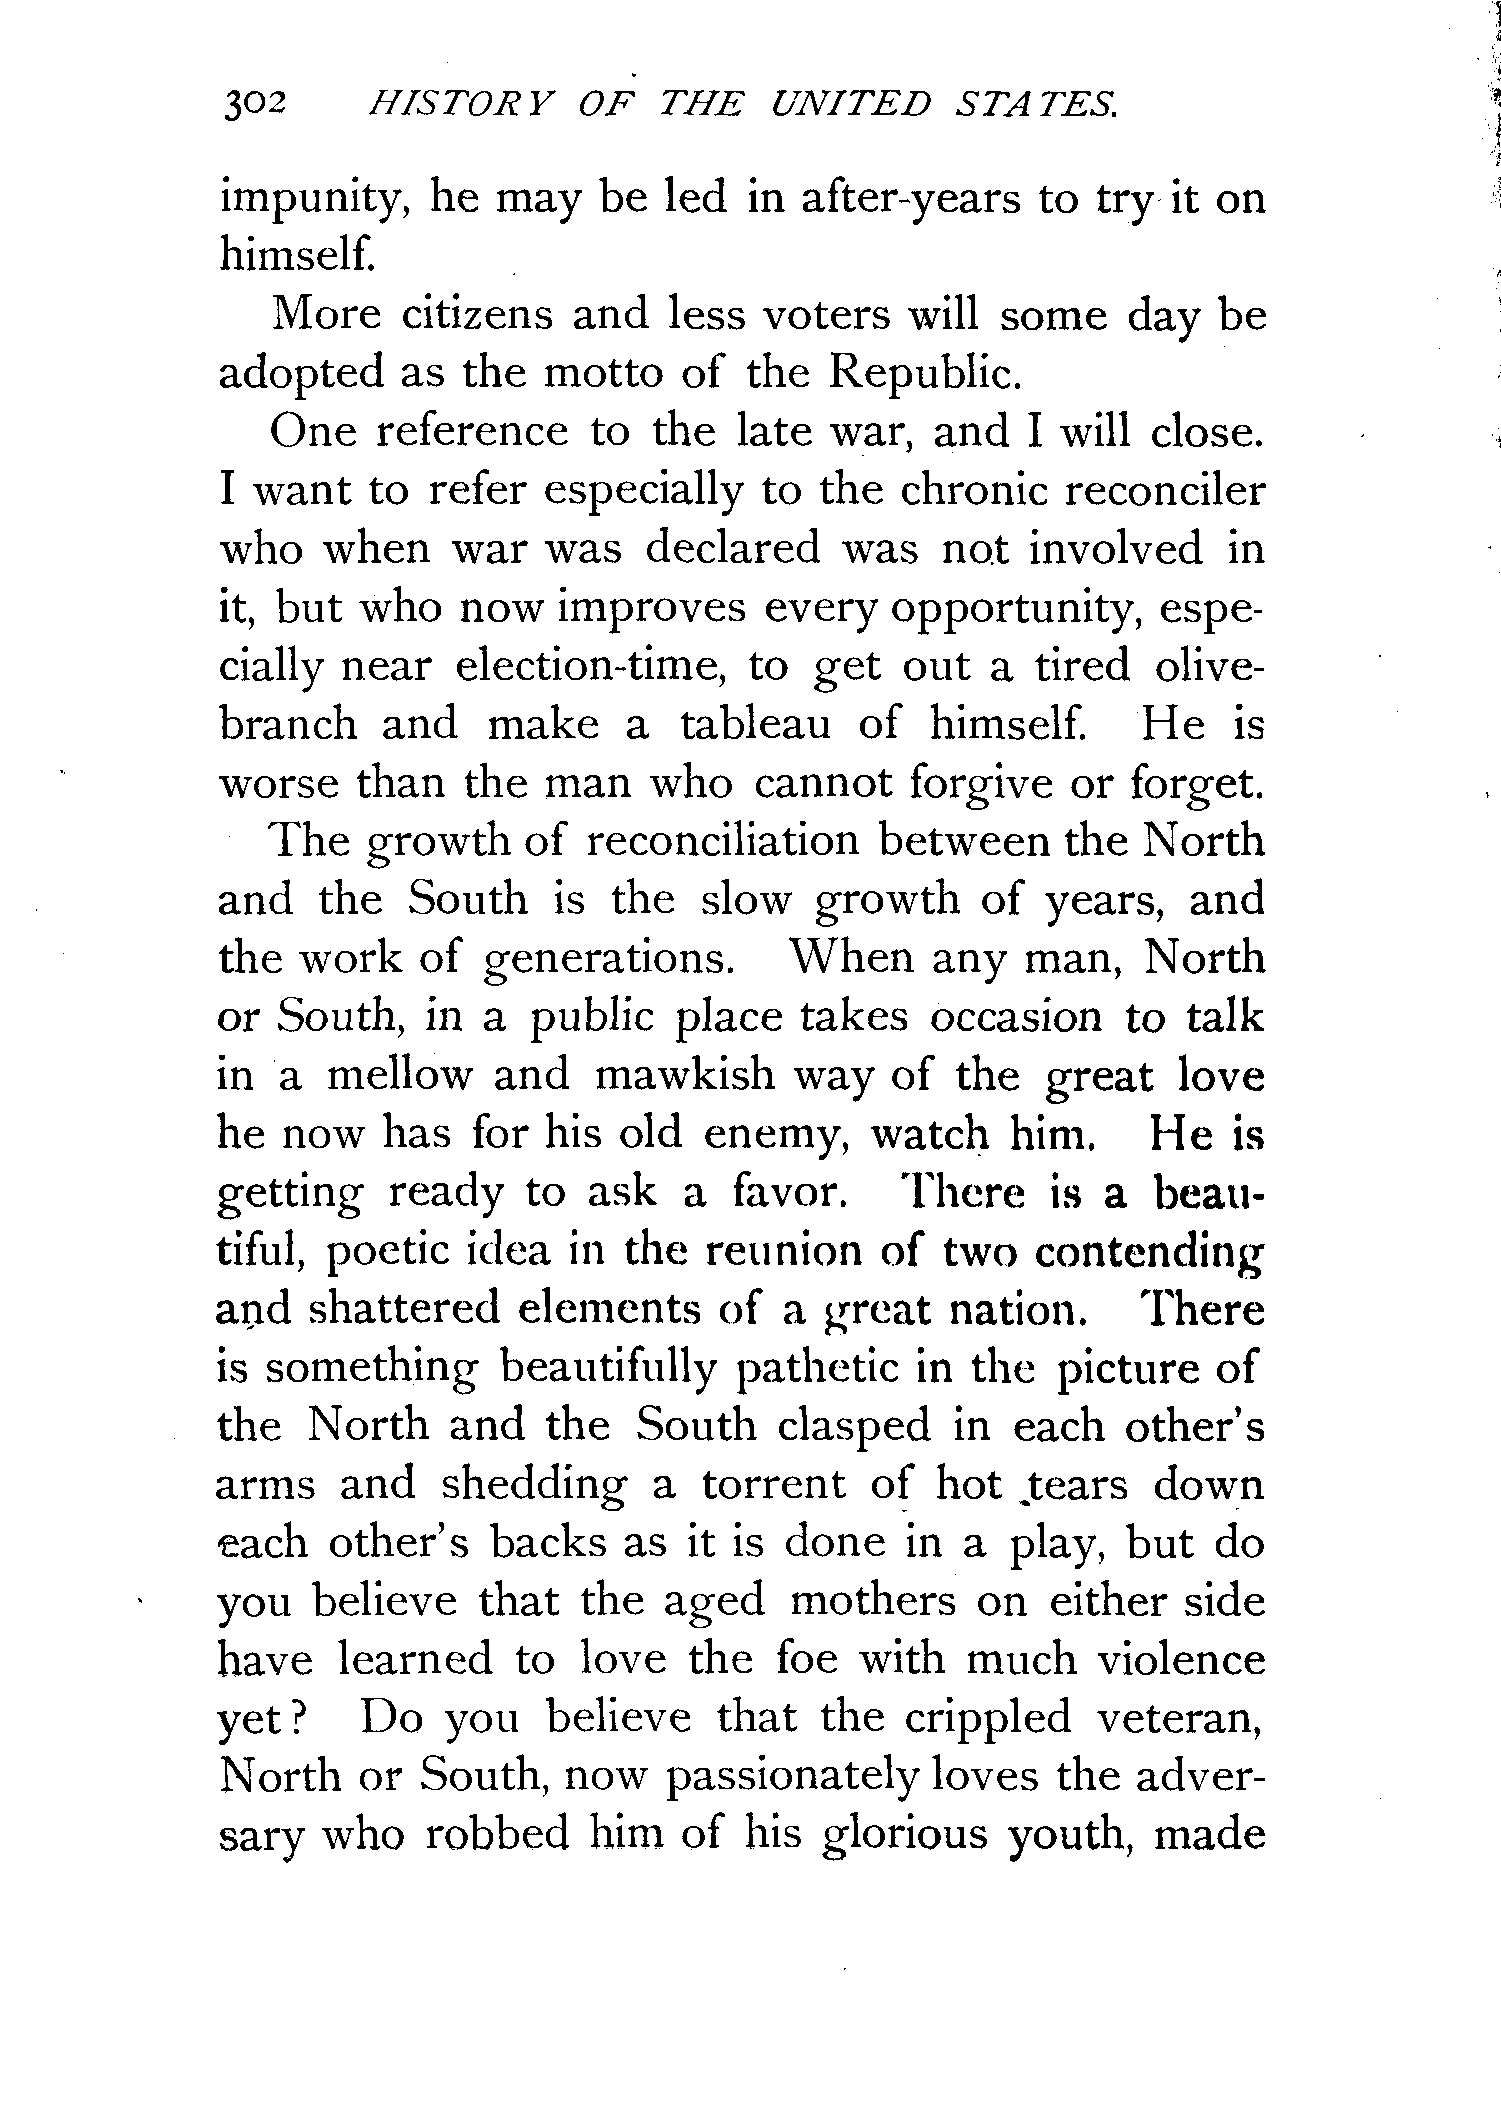 302 HISTORY OF THE UNITED STATES.
impunity, he may be led in after-years to try it on
himself.
More citizens and less voters will some day be
adopted as the motto of the Republic.
One reference to the late war, and I will close.
I want to refer especially to the chronic reconciler
who when war was declared was not involved in
it, but who now improves every opportunity, espe-
cially near election-time, to get out a tired olive-
branch and make a tableau of himself. He is
worse than the man who cannot forgive or forget.
The growth of reconciliation between the North
and the South is the slow growth of years, and
the work of generations. When any man, North
or South, in a public place takes occasion to talk
in a mellow and mawkish way of the great love
he now has for his old enemy, watch him. He is
getting ready to ask a favor. There is a beau-
tiful, poetic idea in the reunion of two contending
and shattered elements of a great nation. There
is something beautifully pathetic in the picture of
the North and the South clasped in each other's
arms and shedding a torrent of hot tears down
each other's backs as it is done in a play, but do
you believe that the aged mothers on either side
have learned to love the foe with much violence
yet? Do you believe that the crippled veteran,
North or South, now passionately loves the adver-
sary who robbed him of his glorious youth, made